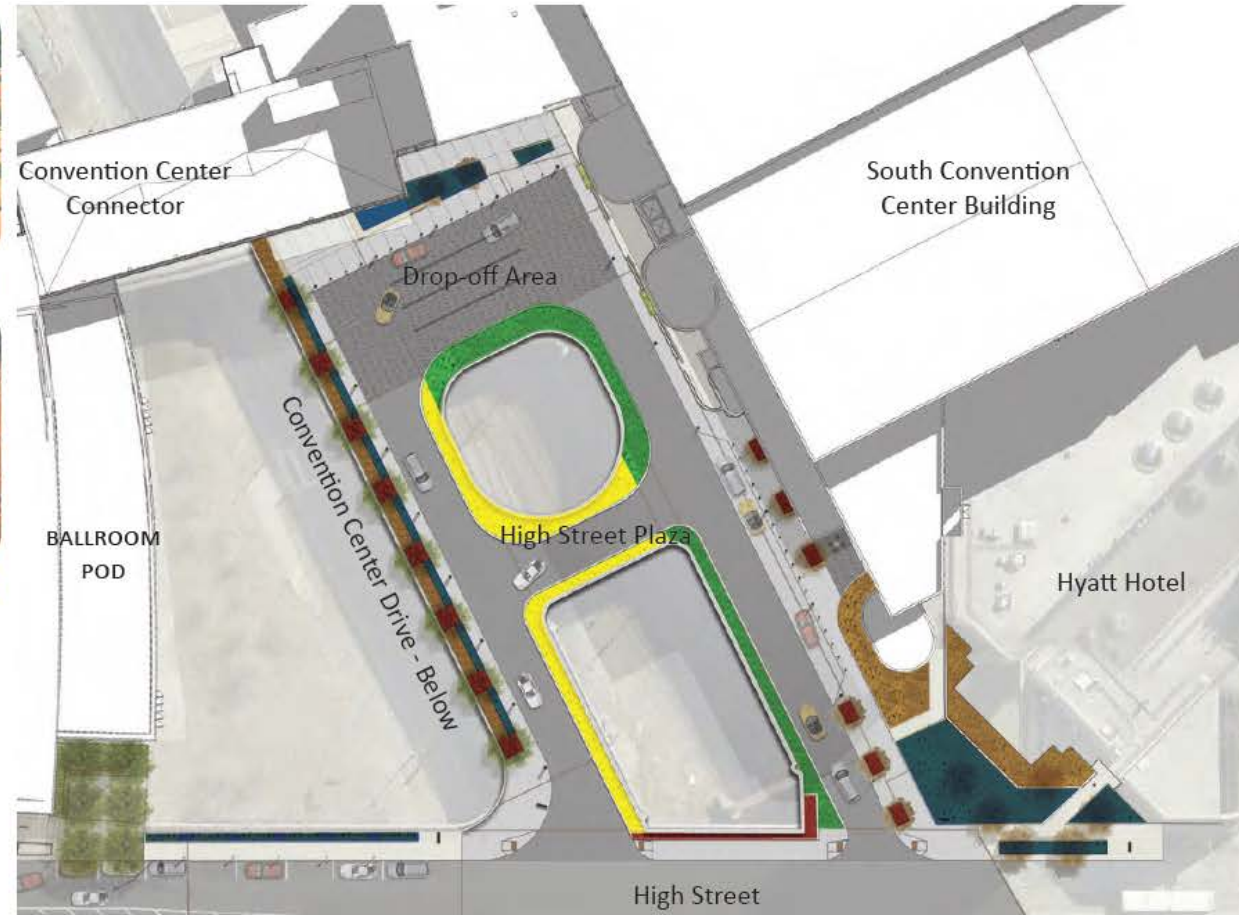 Convention Center
Connector
South Convention
Center Building
Drop-off Area
Convention Center Drive - Below
High Street Plaza
BALLROOM
POD
Hyatt Hotel
High Street